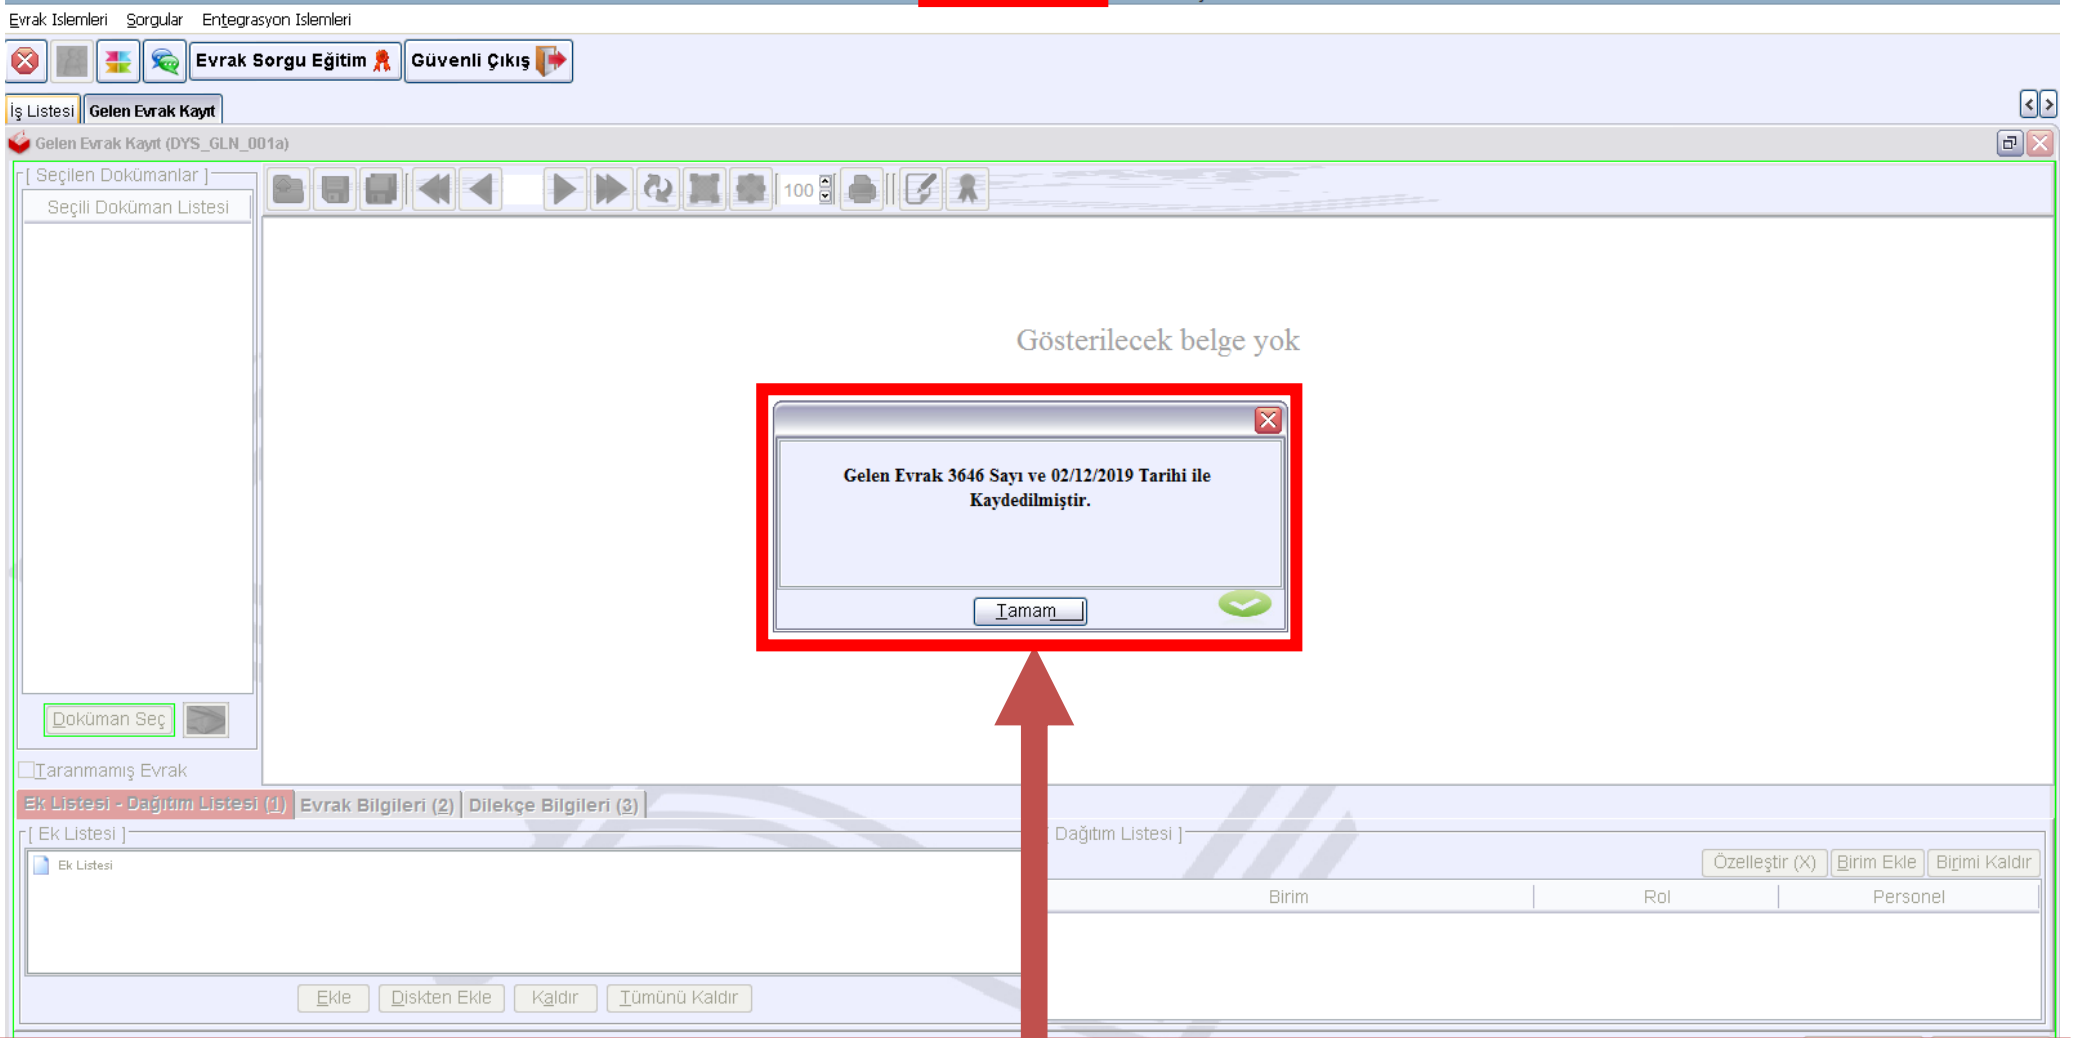 Evrak Islemleri Sorgular Entegrasyon Islemleri
Evrak Sorgu Eğitim Güvenli Çıkış
İş Listesi Gelen Evrak Kayıt
Gelen Evrak Kayıt (DYS_GLN_001a)
[ Seçilen Dokümanlar ]
Seçili Doküman Listesi
100
Gösterilecek belge yok
Gelen Evrak 3646 Sayı ve 02/12/2019 Tarihi ile
Kaydedilmiştir.
Tamam
Doküman Seç
Taranmamış Evrak
Ek Listesi - Dağıtım Listesi (1) Evrak Bilgileri (2) Dilekçe Bilgileri (3)
[ Ek Listesi ]
Dağıtım Listesi ]
Ek Listesi
Özelleştir (X) Birim Ekle Birimi Kaldır
Birim Rol Personel
Ekle Diskten Ekle Kaldır Tümünü Kaldır